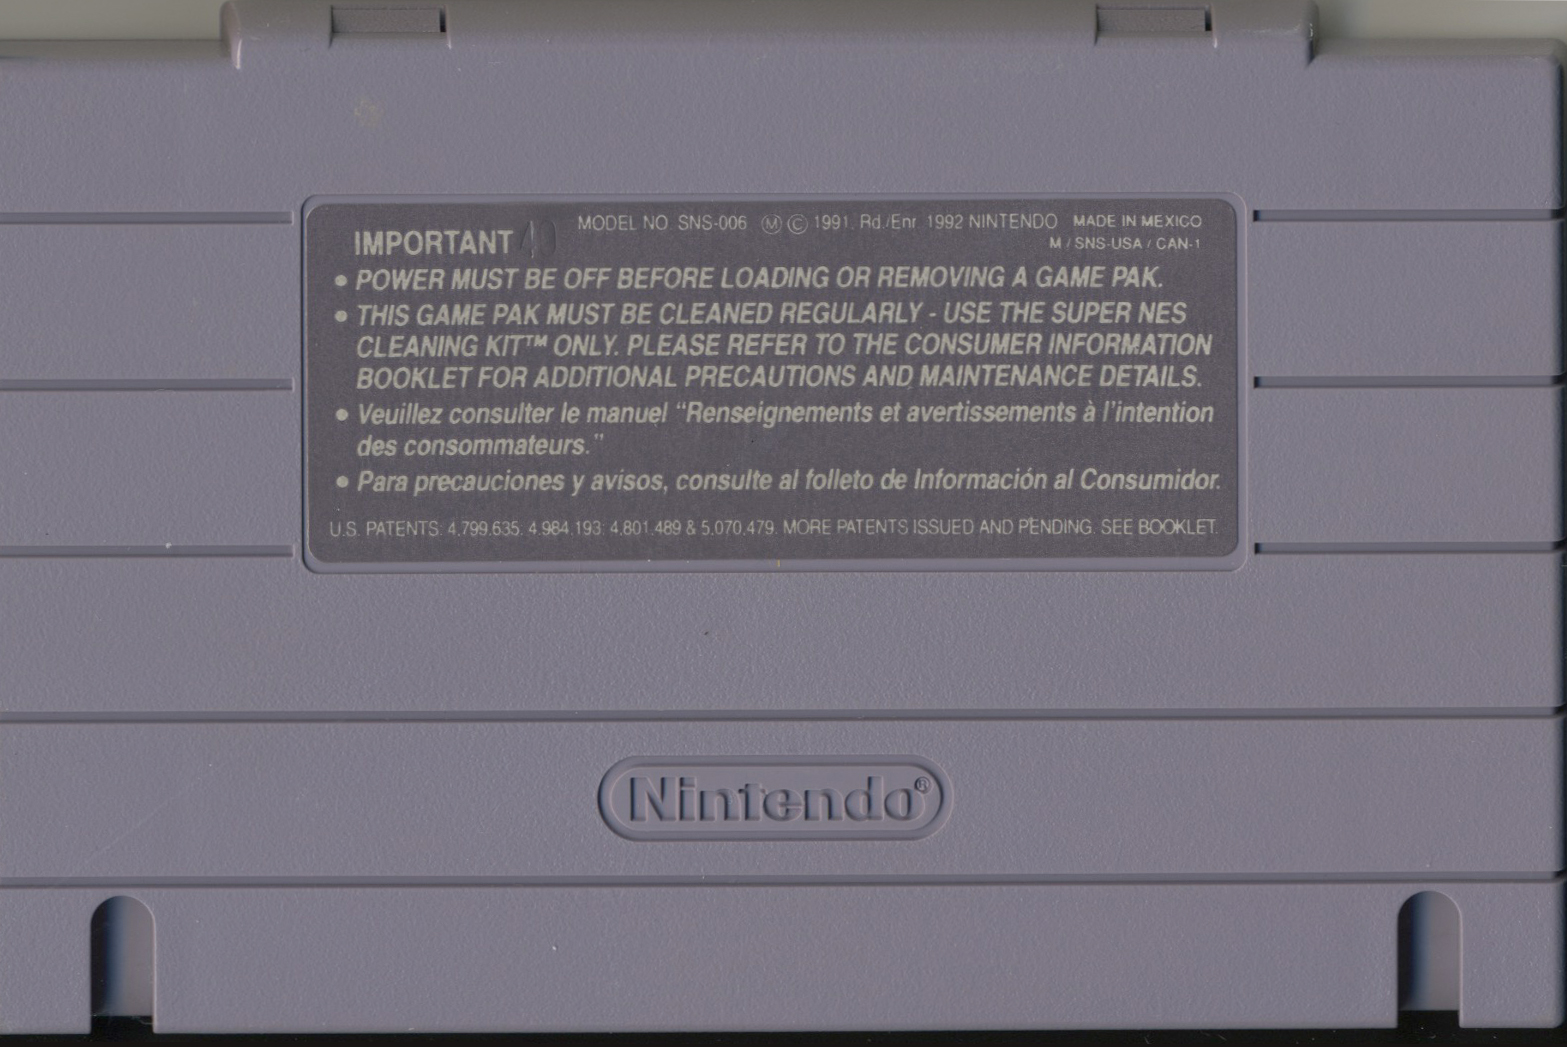 IMPORTANT
MODEL NO. SNS-006 Ⓜ © 1991. Rd./Enr 1992 NINTENDO MADE IN MEXICO
M / SNS-USA / CAN-1
• POWER MUST BE OFF BEFORE LOADING OR REMOVING A GAME PAK.
• THIS GAME PAK MUST BE CLEANED REGULARLY - USE THE SUPER NES
CLEANING KIT™ ONLY. PLEASE REFER TO THE CONSUMER INFORMATION
BOOKLET FOR ADDITIONAL PRECAUTIONS AND MAINTENANCE DETAILS.
• Veuillez consulter le manuel “Renseignements et avertissements à l’intention
des consommateurs.”
• Para precauciones y avisos, consulte al folleto de Información al Consumidor.
U.S. PATENTS: 4.799.635. 4.984.193. 4.801.489 & 5.070.479. MORE PATENTS ISSUED AND PENDING. SEE BOOKLET.
Nintendo®